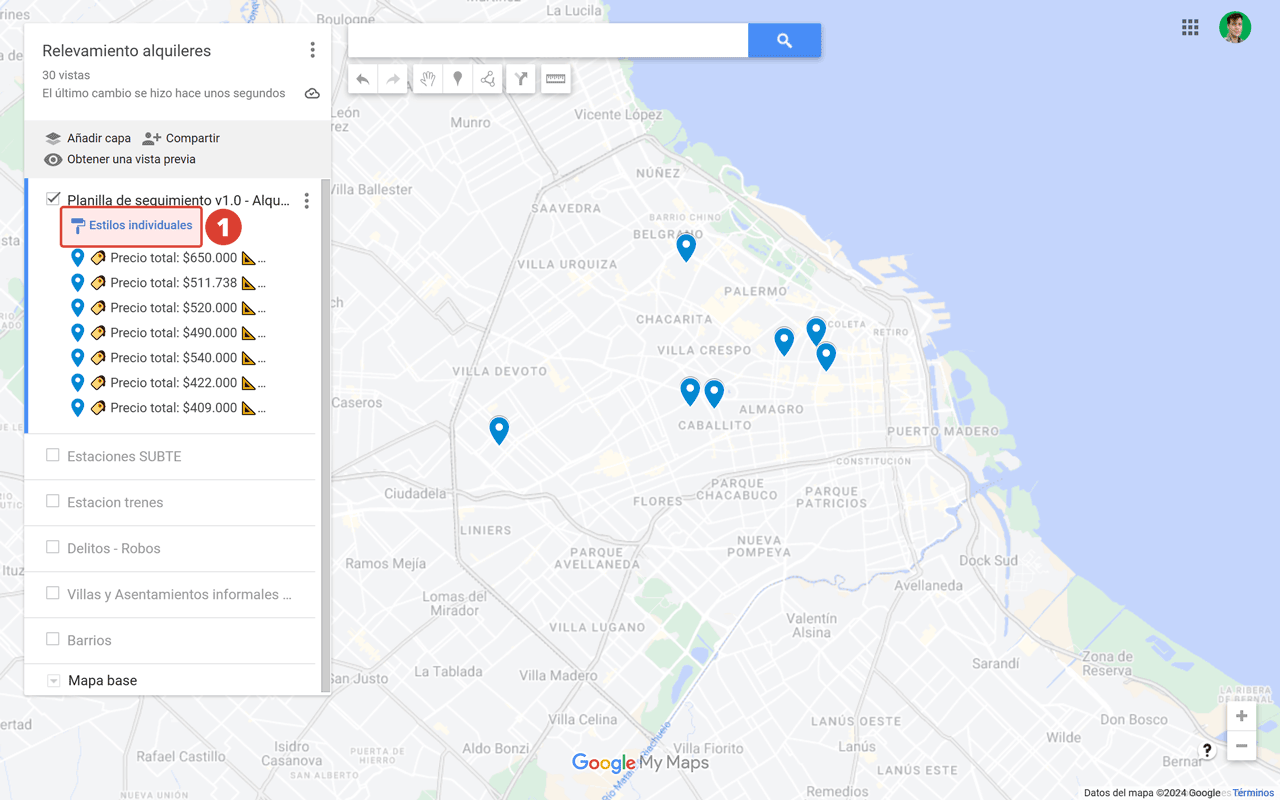 Relevamiento alquileres
30 vistas
El último cambio se hizo hace unos segundos
Añadir capa
Compartir
Obtener una vista previa
Planilla de seguimiento v1.0 - Alqu...
Estilos individuales
1
Precio total: $650.000 ...
Precio total: $511.738 ...
Precio total: $520.000 ...
Precio total: $490.000 ...
Precio total: $540.000 ...
Precio total: $422.000 ...
Precio total: $409.000 ...
Estaciones SUBTE
Estacion trenes
Delitos - Robos
Villas y Asentamientos informales ...
Barrios
Mapa base
La Lucila
Boulogne
Munro
Vicente López
Villa Ballester
NÚÑEZ
SAAVEDRA
BARRIO CHINO
BELGRANO
VILLA URQUIZA
PALERMO
CHACARITA
COLETA
RETIRO
VILLA CRESPO
VILLA DEVOTO
Caseros
ALMAGRO
CABALLITO
PUERTO MADERO
CONSTITUCIÓN
Ciudadela
FLORES
PARQUE
CHACABUCO
PARQUE
PATRICIOS
LINIERS
NUEVA
POMPEYA
PARQUE
AVELLANEDA
Ramos Mejía
Dock Sud
Avellaneda
Lomas del
Mirador
VILLA LUGANO
Valentín
Alsina
Sarandí
Zona de
Reserva
La Tablada
San Justo
Villa Madero
LA RIBERA
DE BERNAL
Villa Celina
LANÚS OESTE
Don Bosco
Wilde
Aldo Bonzi
Villa Fiorito
Lanús
Bernal
Rafael Castillo
Isidro
Casanova
PUERTA DE
HIERRO
SAN ALBERTO
LANÚS ESTE
NUEVA UNIÓN
Google My Maps
+
−
?
Datos del mapa ©2024 Google
Términos